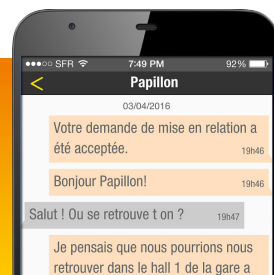 SFR 7:49 PM 92%
< Papillon
03/04/2016
Votre demande de mise en relation a
été acceptée. 19h46
Bonjour Papillon! 19h46
Salut ! Ou se retrouve t on ? 19h47
Je pensais que nous pourrions nous
retrouver dans le hall 1 de la gare a